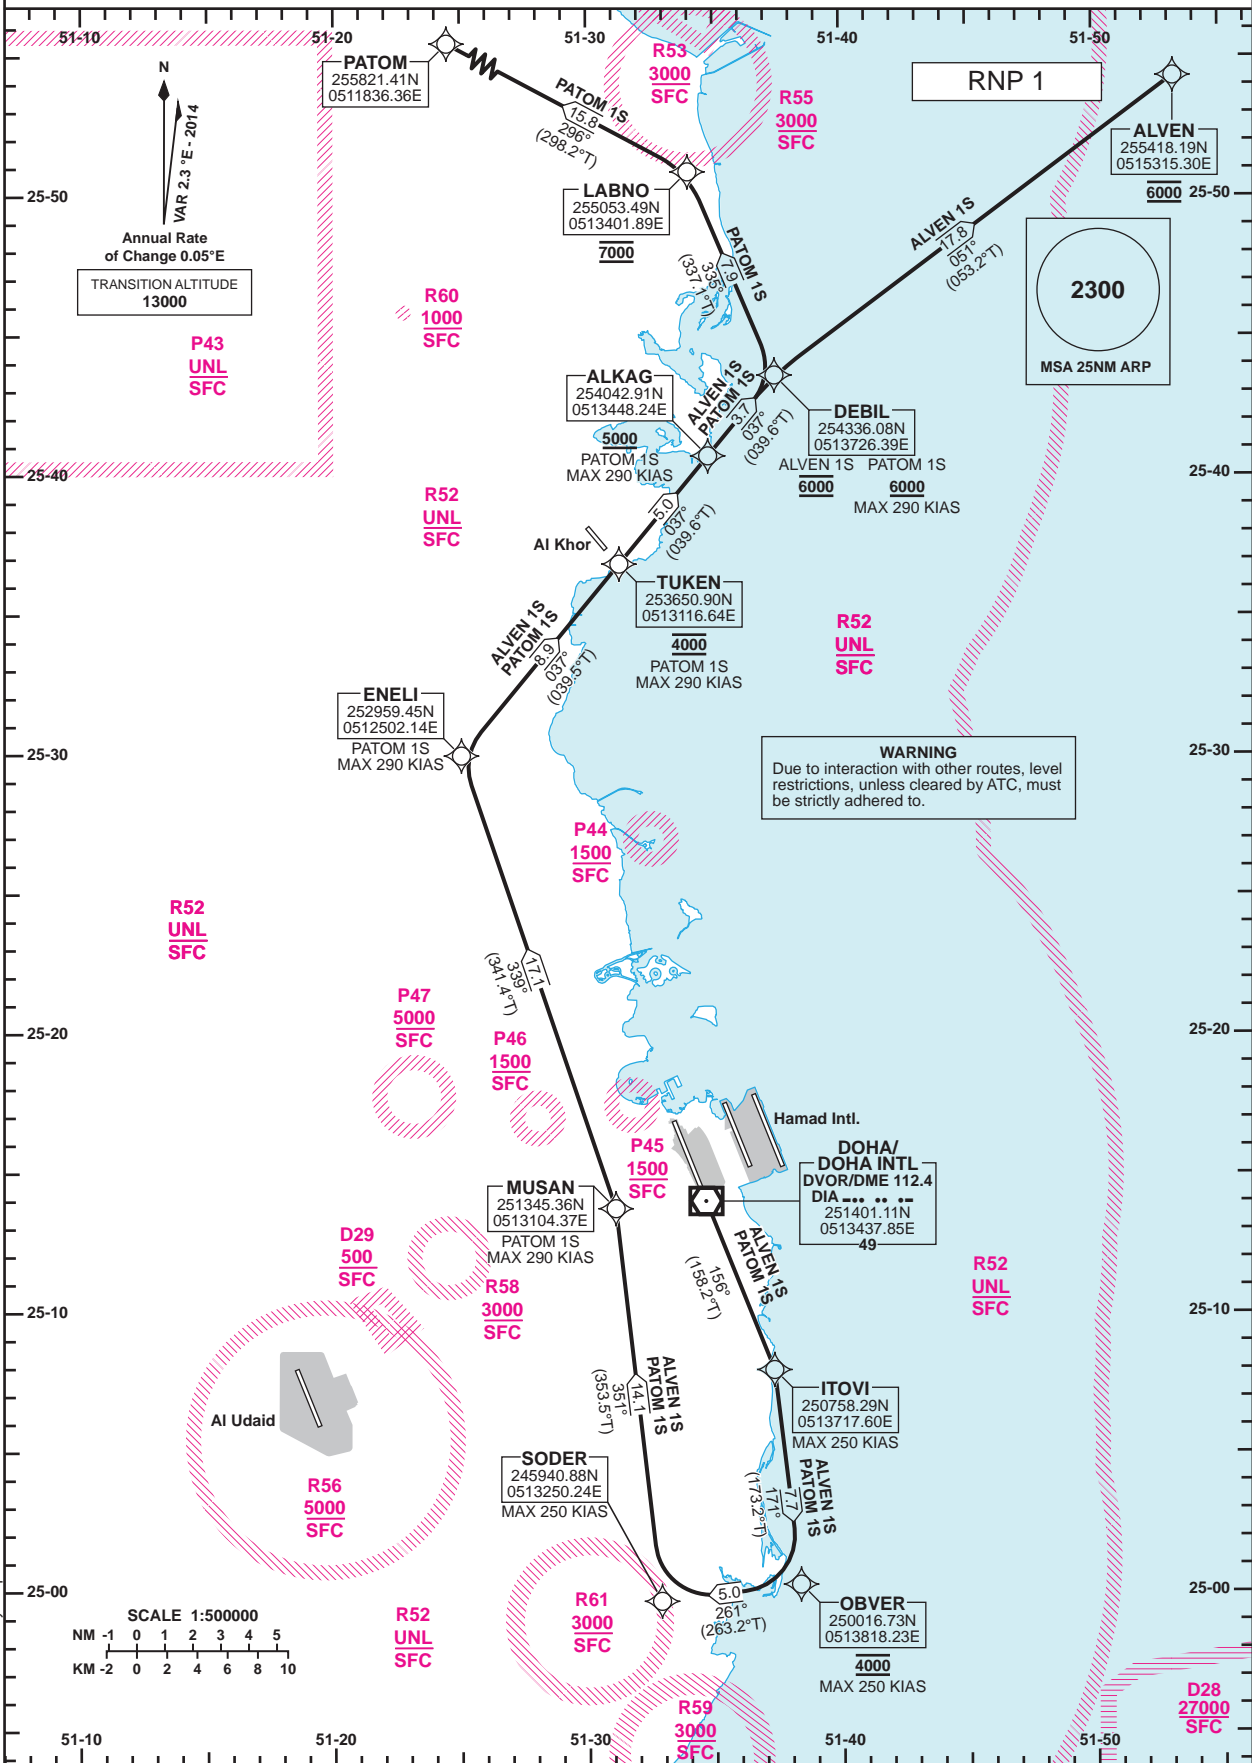 51-10
51-20
51-30
51-40
51-50
PATOM
255821.41N
0511836.36E
R53
3000
SFC
RNP 1
N
VAR 2.3 °E - 2014
PATOM 1S
15.8
296°
(298.2°T)
R55
3000
SFC
ALVEN
255418.19N
0515315.30E
6000
25-50
25-50
LABNO
255053.49N
0513401.89E
7000
Annual Rate
of Change 0.05°E
TRANSITION ALTITUDE
13000
PATOM 1S
7.9
335°
(337.1°T)
ALVEN 1S
17.8
051°
(053.2°T)
2300
MSA 25NM ARP
R60
1000
SFC
P43
UNL
SFC
ALKAG
254042.91N
0513448.24E
5000
PATOM 1S
MAX 290 KIAS
ALVEN 1S
PATOM 1S
3.7
037°
(039.6°T)
DEBIL
254336.08N
0513726.39E
ALVEN 1S PATOM 1S
6000 6000
MAX 290 KIAS
25-40
25-40
R52
UNL
SFC
5.0
037°
(039.6°T)
Al Khor
TUKEN
253650.90N
0513116.64E
4000
PATOM 1S
MAX 290 KIAS
ALVEN 1S
PATOM 1S
8.9
037°
(039.5°T)
R52
UNL
SFC
ENELI
252959.45N
0512502.14E
PATOM 1S
MAX 290 KIAS
25-30
25-30
WARNING
Due to interaction with other routes, level
restrictions, unless cleared by ATC, must
be strictly adhered to.
P44
1500
SFC
R52
UNL
SFC
17.1
339°
(341.4°T)
P47
5000
SFC
25-20
25-20
P46
1500
SFC
Hamad Intl.
P45
1500
SFC
DOHA/
DOHA INTL
DVOR/DME 112.4
DIA
251401.11N
0513437.85E
49
MUSAN
251345.36N
0513104.37E
PATOM 1S
MAX 290 KIAS
ALVEN 1S
PATOM 1S
156°
(158.2°T)
D29
500
SFC
R58
3000
SFC
R52
UNL
SFC
25-10
25-10
ALVEN 1S
PATOM 1S
14.1
351°
(353.5°T)
ITOVI
250758.29N
0513717.60E
MAX 250 KIAS
Al Udaid
SODER
245940.88N
0513250.24E
MAX 250 KIAS
R56
5000
SFC
ALVEN 1S
PATOM 1S
7.7
171°
(173.2°T)
25-00
25-00
5.0
261°
(263.2°T)
R61
3000
SFC
OBVER
250016.73N
0513818.23E
4000
MAX 250 KIAS
SCALE 1:500000
NM -1 0 1 2 3 4 5
KM -2 0 2 4 6 8 10
R52
UNL
SFC
R59
3000
SFC
D28
27000
SFC
51-10
51-20
51-30
51-40
51-50